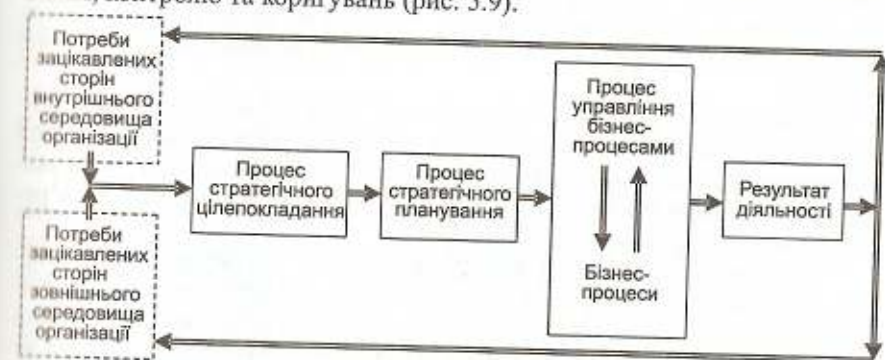 контролю та коригувань (рис. 5.9).
Потреби
зацікавлених
сторін
внутрішнього
середовища
організації
Процес
стратегічного
цілепокладання
Процес
стратегічного
планування
Процес
управління
бізнес-
процесами
Бізнес-
процеси
Результат
діяльності
Потреби
зацікавлених
сторін
зовнішнього
середовища
організації